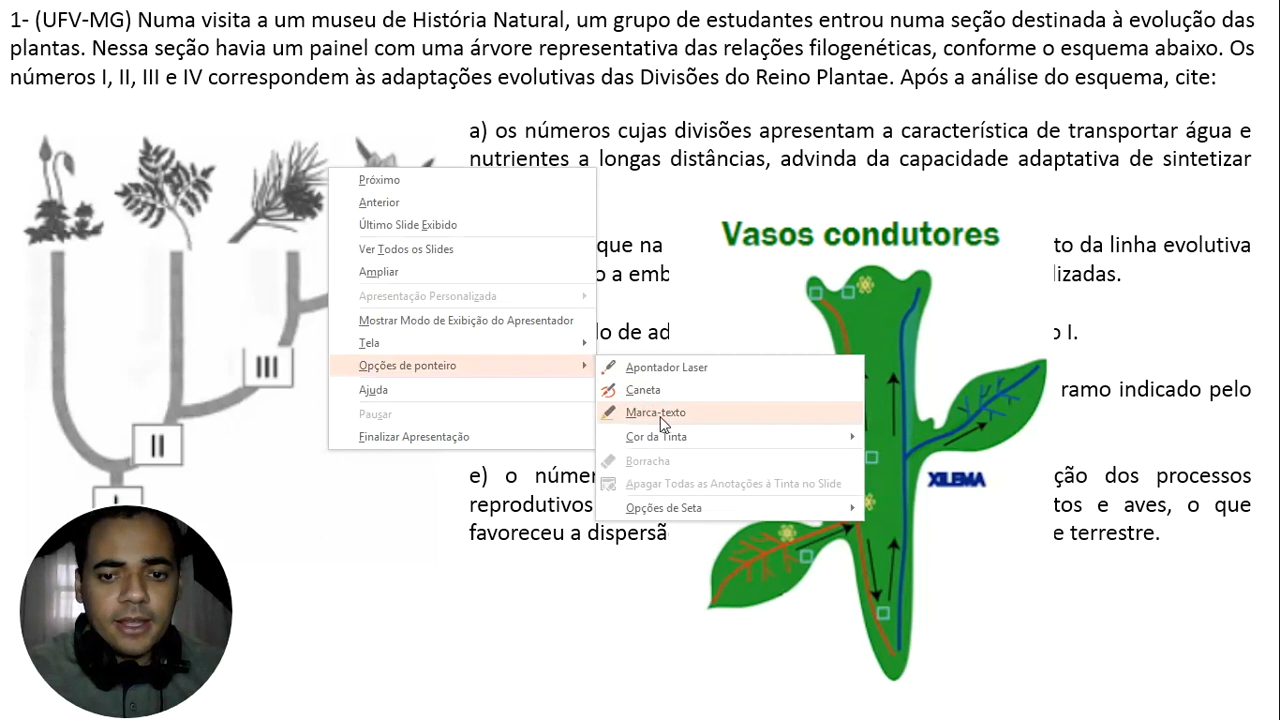 1- (UFV-MG) Numa visita a um museu de História Natural, um grupo de estudantes entrou numa seção destinada à evolução das
plantas. Nessa seção havia um painel com uma árvore representativa das relações filogenéticas, conforme o esquema abaixo. Os
números I, II, III e IV correspondem às adaptações evolutivas das Divisões do Reino Plantae. Após a análise do esquema, cite:
a) os números cujas divisões apresentam a característica de transportar água e
nutrientes a longas distâncias, advinda da capacidade adaptativa de sintetizar
que na
to da linha evolutiva
o a emb
lizadas.
lo de ad
o I.
ramo indicado pelo
e) o núme
ção dos processos
reprodutivos
tos e aves, o que
favoreceu a dispersã
e terrestre.
III
II
I
Próximo
Anterior
Último Slide Exibido
Ver Todos os Slides
Ampliar
Apresentação Personalizada
Mostrar Modo de Exibição do Apresentador
Tela
Opções de ponteiro
Ajuda
Pausar
Finalizar Apresentação
Apontador Laser
Caneta
Marca-texto
Cor da Tinta
Borracha
Apagar Todas as Anotações à Tinta no Slide
Opções de Seta
Vasos condutores
XILEMA